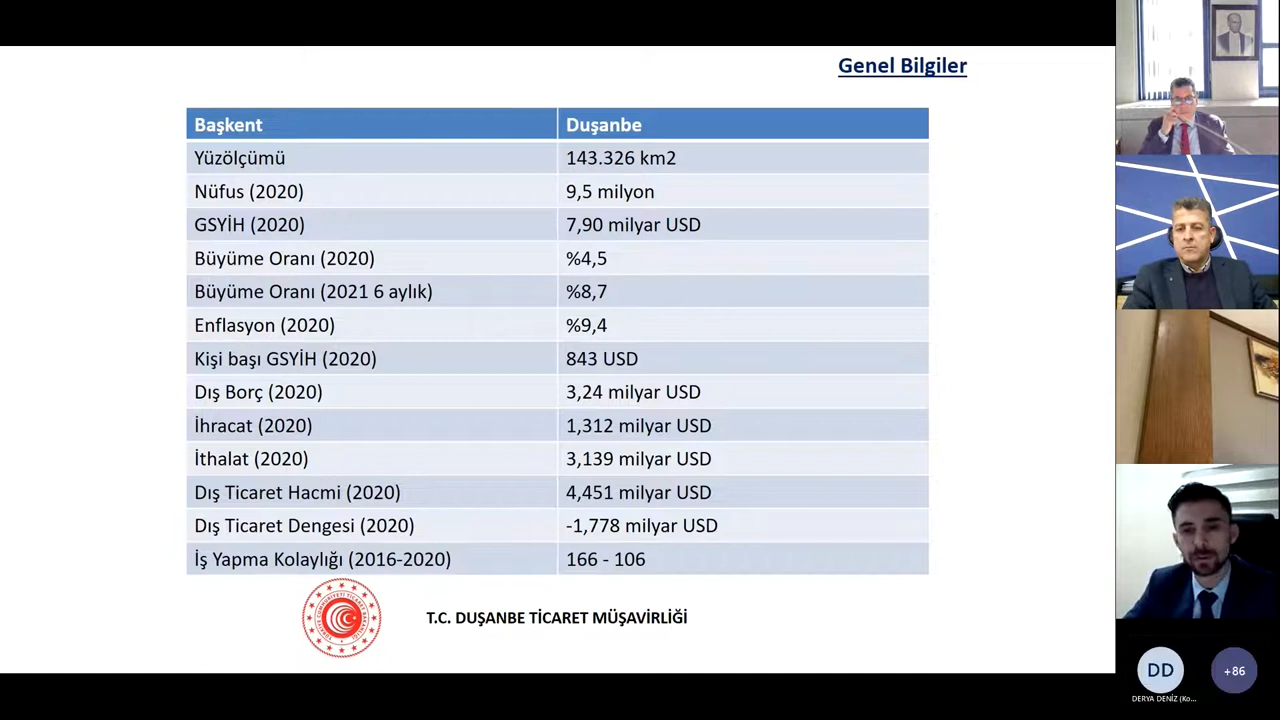 Genel Bilgiler
Başkent Duşanbe
Yüzölçümü 143.326 km2
Nüfus (2020) 9,5 milyon
GSYİH (2020) 7,90 milyar USD
Büyüme Oranı (2020) %4,5
Büyüme Oranı (2021 6 aylık) %8,7
Enflasyon (2020) %9,4
Kişi başı GSYİH (2020) 843 USD
Dış Borç (2020) 3,24 milyar USD
İhracat (2020) 1,312 milyar USD
İthalat (2020) 3,139 milyar USD
Dış Ticaret Hacmi (2020) 4,451 milyar USD
Dış Ticaret Dengesi (2020) -1,778 milyar USD
İş Yapma Kolaylığı (2016-2020) 166 - 106
T.C. DUŞANBE TİCARET MÜŞAVİRLİĞİ
DD
+86
DERYA DENİZ (Ko...